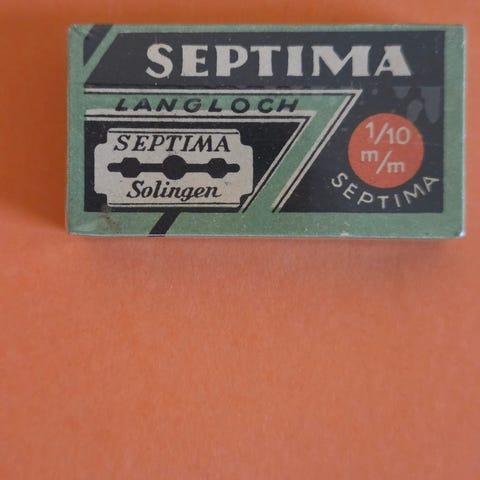 SEPTIMA
LANGLOCH
SEPTIMA
Solingen
1/10
m/m
SEPTIMA